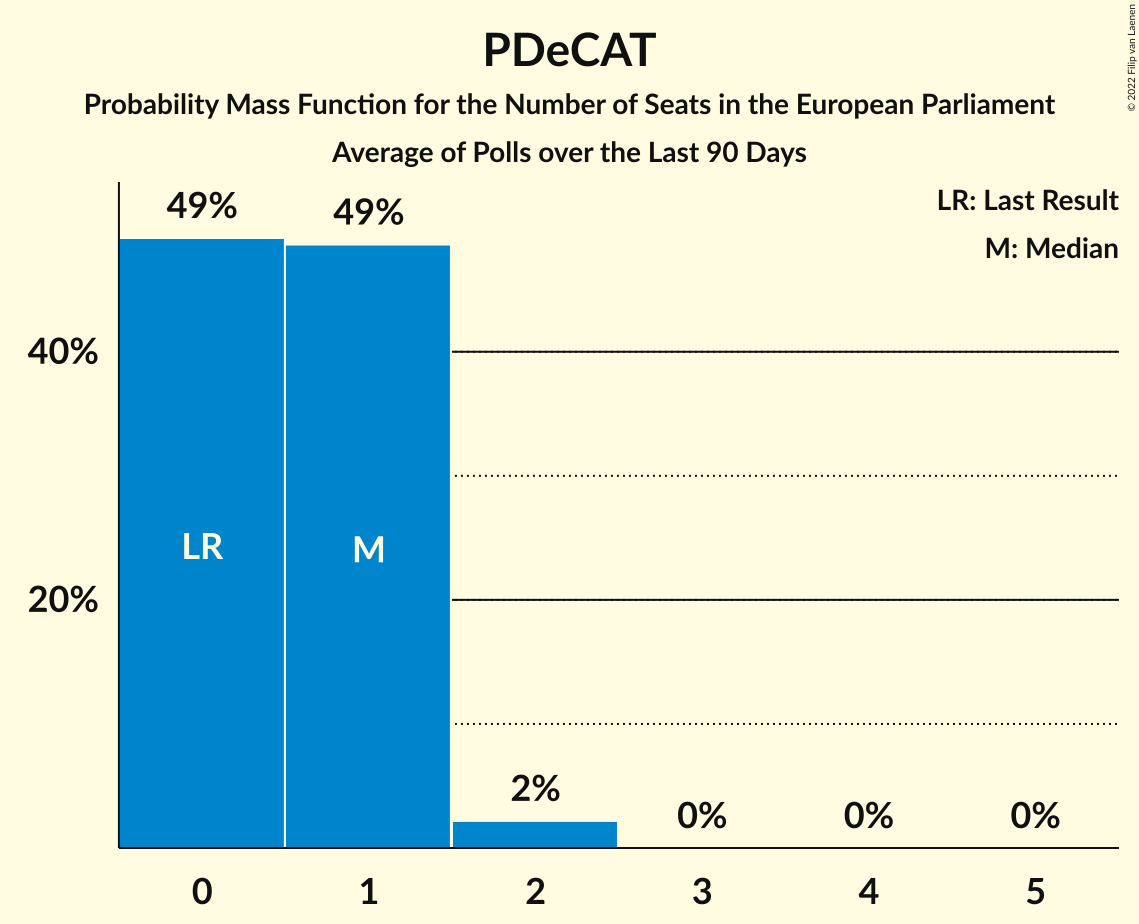 PDeCAT
Probability Mass Function for the Number of Seats in the European Parliament
Average of Polls over the Last 90 Days
© 2022 Filip van Laenen
LR: Last Result
M: Median
49%
49%
40%
LR
M
20%
2%
0%
0%
0%
0
1
2
3
4
5